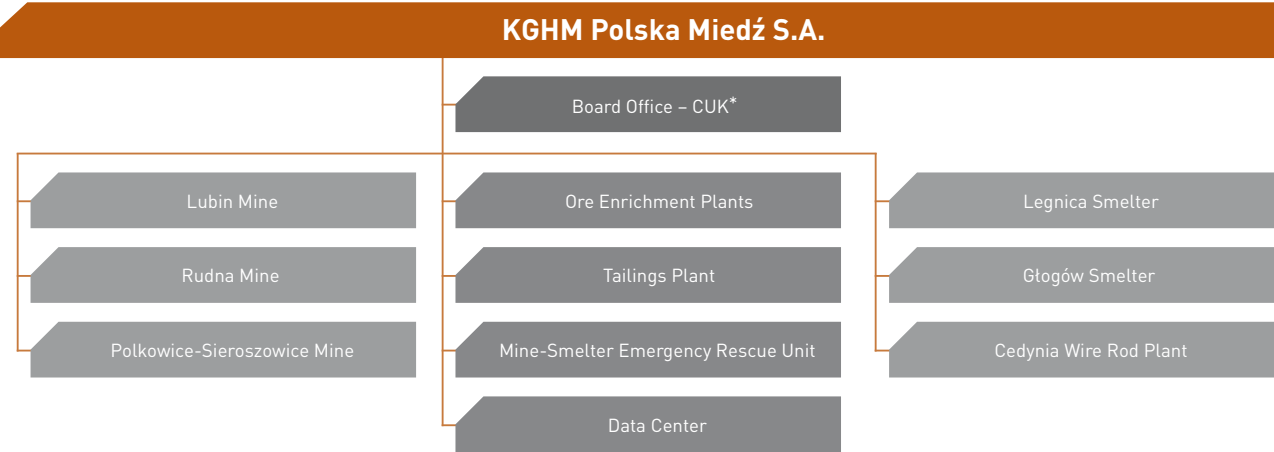 KGHM Polska Miedź S.A.
Board Office – CUK*
Lubin Mine
Ore Enrichment Plants
Legnica Smelter
Rudna Mine
Tailings Plant
Głogów Smelter
Polkowice-Sieroszowice Mine
Mine-Smelter Emergency Rescue Unit
Cedynia Wire Rod Plant
Data Center